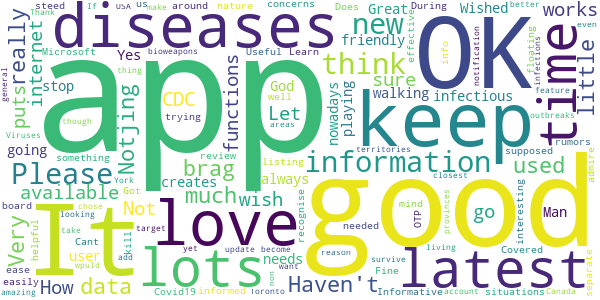 Thank
diseases
If US us
concerns
Great
nature
Wished
better
around
During
steed
make
OK
works
even
Microsoft
bioweapons
Useful Learn
new
effective
floating
info
notification
infections
time
little
really
internet
app
Yes
functions
CDC
thing
trying
God
well
Let
areas
think
friendly
sure
nowadays
playing
walking
infectious
feature
outbreaks
general
puts
stop
Notjing
going
Viruses
though
something
review
listing
territories
supposed
rumors
keep
closest
Please
available
York
Got
brag
information
always
used
admire
creates
recognise
good
It
board
looking
chose
Not
much
wish
needed
mind
OTP
provinces
go
interesting
Man
Very
helpful
take
Cant
add
kill
target
love
yet
user
lots
become
needs
reason
living
Covered
separate
latest
ease
How
data
update
want
survive
Haven't
Fine
Informative
account
situations
easily
amazing
wpuld
Covid19
informed
Toronto
non
Canada
Does